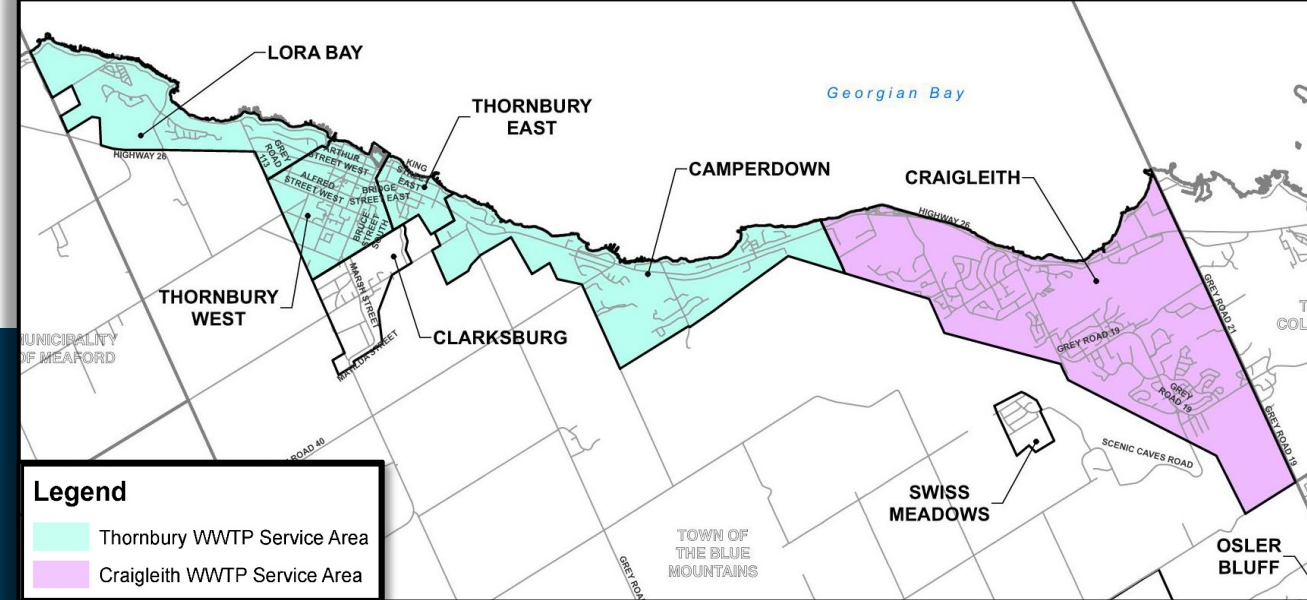 LORA BAY
THORNBURY
EAST
Georgian Bay
CAMPERDOWN
CRAIGLEITH
HIGHWAY 26
GREY
ROAD
113
ARTHUR
STREET WEST
KING
STREET
EAST
ALFRED
STREET WEST
BRIDGE
STREET EAST
BRUCE
STREET
SOUTH
HIGHWAY 26
THORNBURY
WEST
MARSH STREET
CLARKSBURG
MATILDA STREET
MUNICIPALITY
OF MEAFORD
GREY ROAD 21
GREY ROAD 19
GREY
ROAD 19
GREY ROAD 19
SCENIC CAVES ROAD
SWISS
MEADOWS
ROAD 40
TOWN OF
THE BLUE
MOUNTAINS
OSLER
BLUFF
Legend
Thornbury WWTP Service Area
Craigleith WWTP Service Area